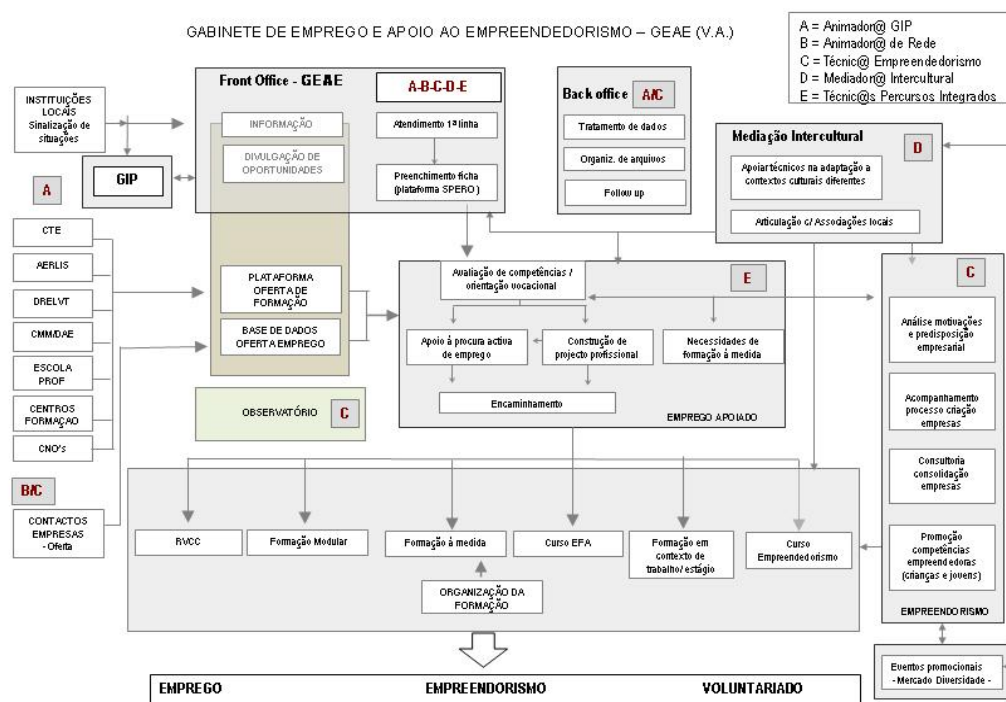 GABINETE DE EMPREGO E APOIO AO EMPREENDEDORISMO – GEAE (V.A.)
A = Animador@ GIP
B = Animador@ de Rede
C = Técnic@ Empreendorismo
D = Mediador@ Intercultural
E = Técnic@s Percursos Integrados
INSTITUIÇÕES
LOCAIS
Sinalização de
situações
GIP
A
Front Office - GEAE
A-B-C-D-E
INFORMAÇÃO
DIVULGAÇÃO DE
OPORTUNIDADES
Atendimento 1ª linha
Preenchimento ficha
(plataforma SPERO)
Back office
A/C
Tratamento de dados
Organiz. de arquivos
Follow up
Mediação Intercultural
D
Apoiar técnicos na adaptação a
contextos culturais diferentes
Articulação c/ Associações locais
CTE
AERLIS
DRELVT
CMM/DAE
ESCOLA
PROF
CENTROS
FORMAÇÃO
CNO's
B/C
CONTACTOS
EMPRESAS
- Oferta
PLATAFORMA
OFERTA DE
FORMAÇÃO
BASE DE DADOS
OFERTA EMPREGO
OBSERVATÓRIO
C
Avaliação de competências /
orientação vocacional
E
Apoio à procura activa
de emprego
Construção de
projecto profissional
Necessidades de
formação à medida
Encaminhamento
EMPREGO APOIADO
C
Análise motivações
e predisposição
empresarial
Acompanhamento
processo criação
empresas
Consultoria
consolidação
empresas
Promoção
competências
empreendedoras
(crianças e jovens)
EMPREENDORISMO
RVCC
Formação Modular
Formação à medida
Curso EFA
Formação em
contexto de
trabalho/estágio
Curso
Empreendorismo
ORGANIZAÇÃO DA
FORMAÇÃO
Eventos promocionais
- Mercado Diversidade -
EMPREGO
EMPREENDORISMO
VOLUNTARIADO